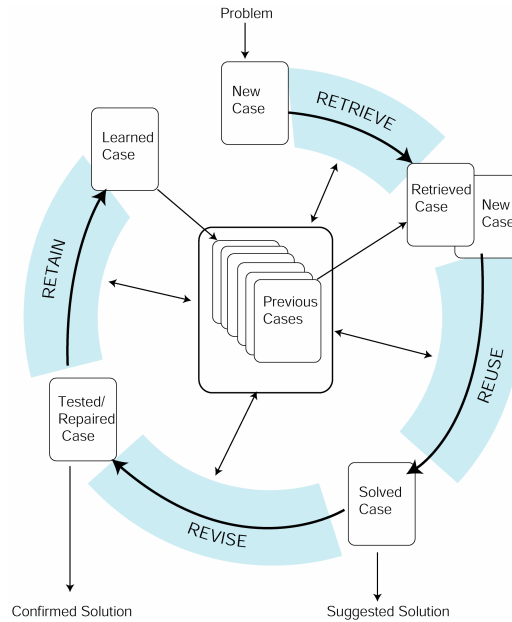 Problem
New
Case
RETRIEVE
Learned
Case
Retrieved
Case
New
Case
RETAIN
Previous
Cases
REUSE
Tested/
Repaired
Case
Solved
Case
REVISE
Confirmed Solution
Suggested Solution